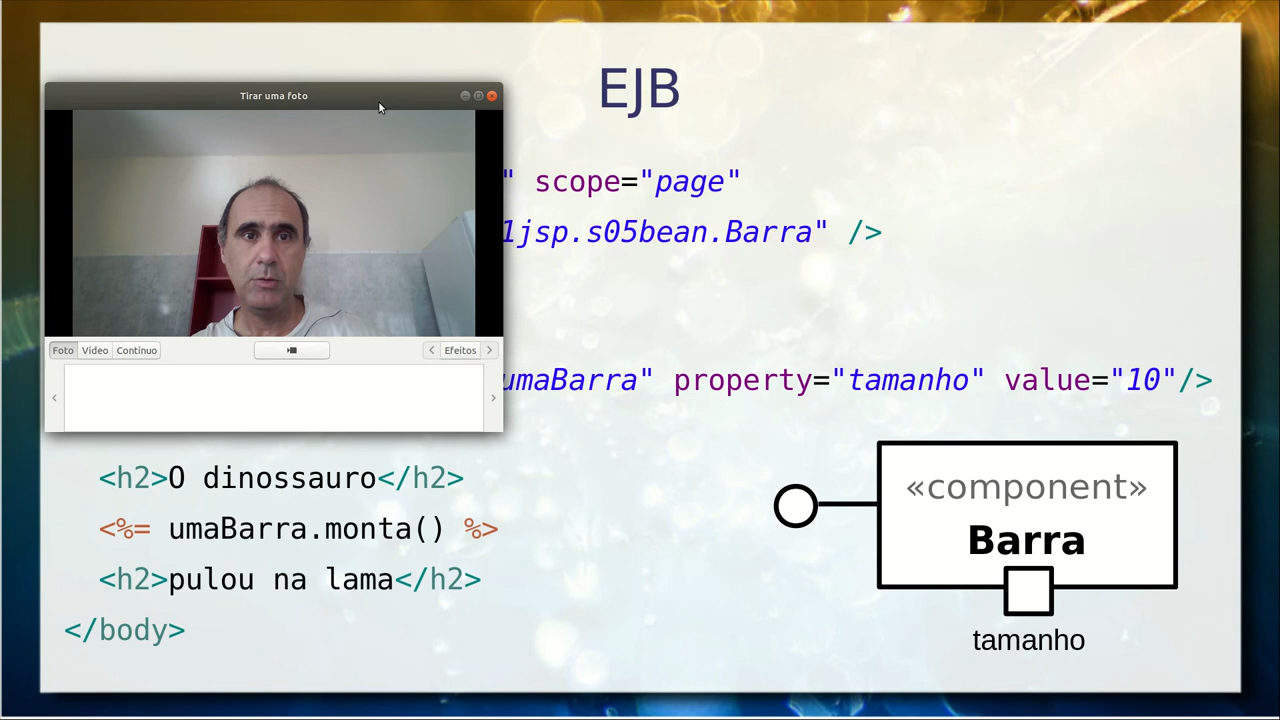 EJB
Tirar uma foto
" scope="page"
1jsp.s05bean.Barra" />
Foto Vídeo Contínuo Efeitos
umaBarra" property="tamanho" value="10"/>
<h2>O dinossauro</h2>
<%= umaBarra.monta() %>
<h2>pulou na lama</h2>
</body>
«component»
Barra
tamanho